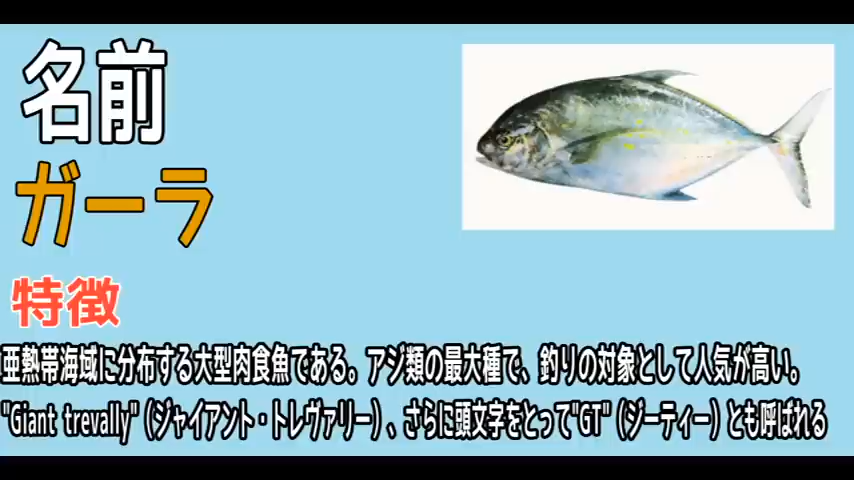 名前
ガーラ
特徴
亜熱帯海域に分布する大型肉食魚である。アジ類の最大種で、釣りの対象として人気が高い。
"Giant trevally"（ジャイアント・トレヴァリー）、さらに頭文字をとって"GT"（ジーティー）とも呼ばれる